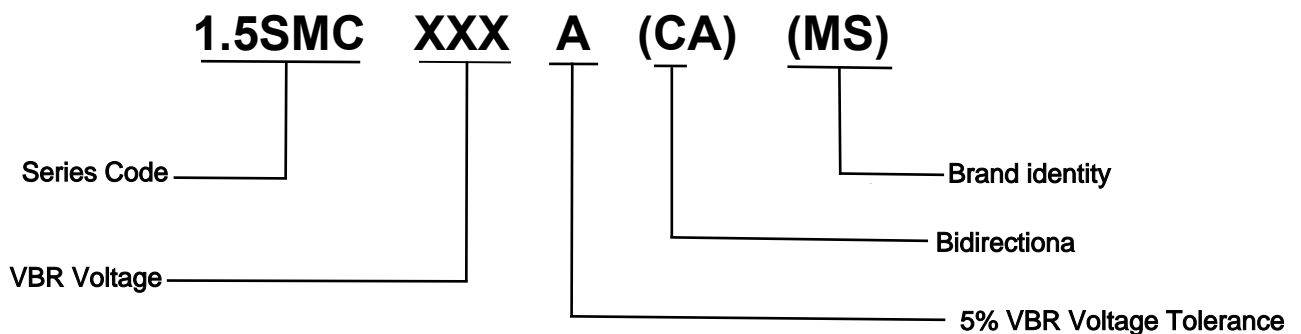 1.5SMC XXX A (CA) (MS)
Series Code
Brand identity
Bidirectiona
VBR Voltage
5% VBR Voltage Tolerance